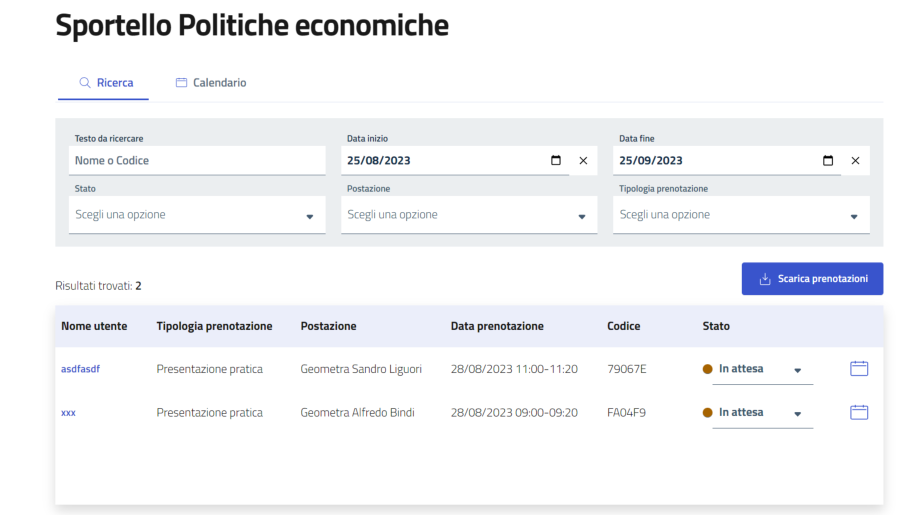 Sportello Politiche economiche
Ricerca Calendario
Testo da ricercare Data inizio Data fine
Nome o Codice 25/08/2023 25/09/2023
Stato Postazione Tipologia prenotazione
Scegli una opzione Scegli una opzione Scegli una opzione
Risultati trovati: 2 Scarica prenotazioni
Nome utente Tipologia prenotazione Postazione Data prenotazione Codice Stato
asdfasdf Presentazione pratica Geometra Sandro Liguori 28/08/2023 11:00-11:20 79067E In attesa
xxx Presentazione pratica Geometra Alfredo Bindi 28/08/2023 09:00-09:20 FA04F9 In attesa